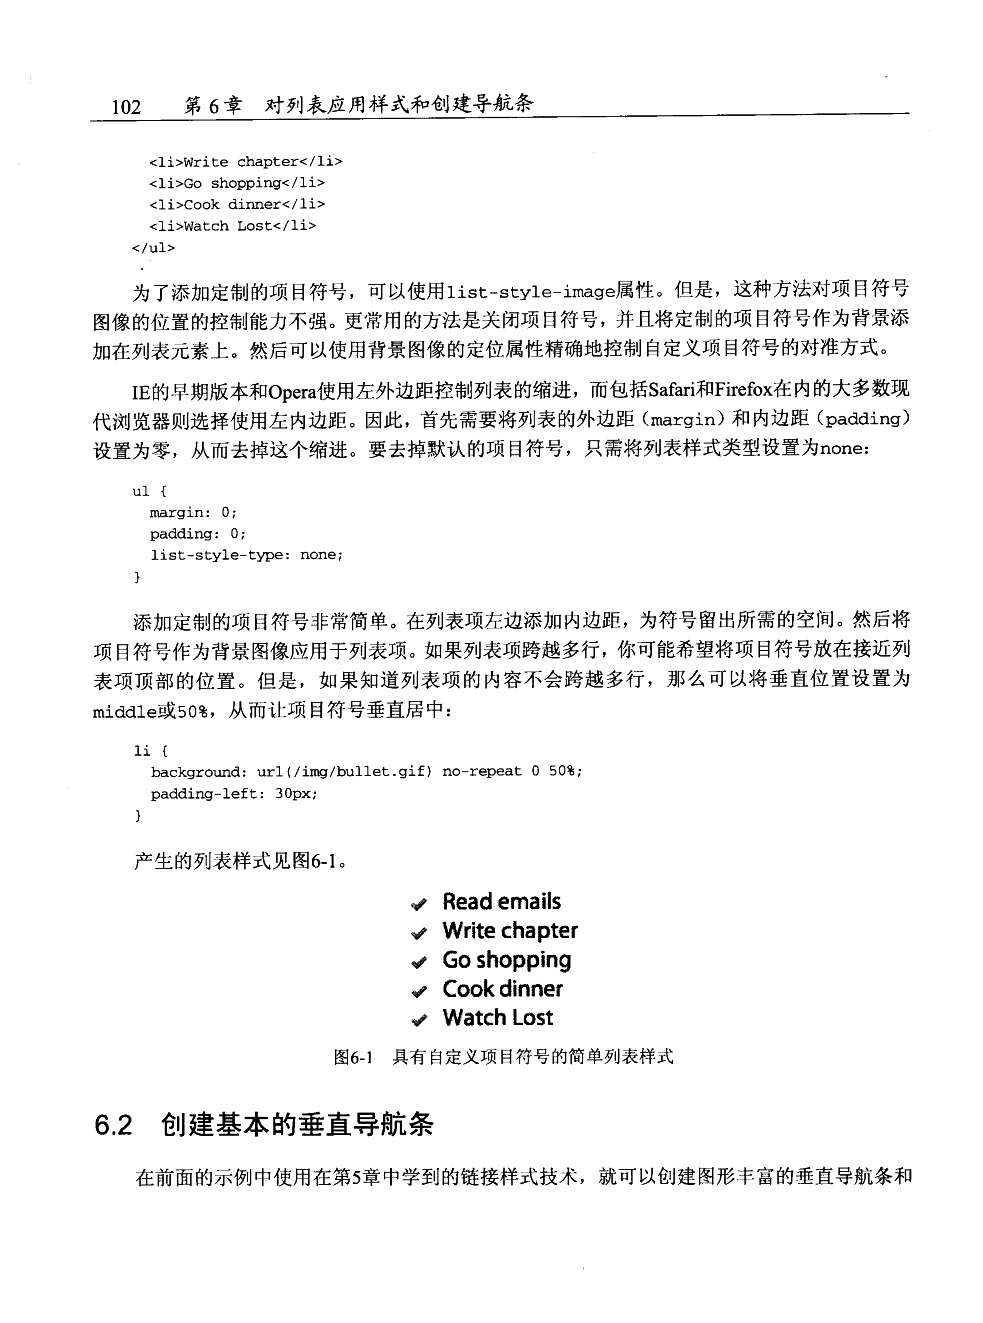 102 第6章 对列表应用样式和创建导航条
<li>Write chapter</li>
<li>Go shopping</li>
<li>Cook dinner</li>
<li>Watch Lost</li>
</ul>
为了添加定制的项目符号，可以使用list-style-image属性。但是，这种方法对项目符号
图像的位置的控制能力不强。更常用的方法是关闭项目符号，并且将定制的项目符号作为背景添
加在列表元素上。然后可以使用背景图像的定位属性精确地控制自定义项目符号的对准方式。
IE的早期版本和Opera使用左外边距控制列表的缩进，而包括Safari和Firefox在内的大多数现
代浏览器则选择使用左内边距。因此，首先需要将列表的外边距（margin）和内边距（padding）
设置为零，从而去掉这个缩进。要去掉默认的项目符号，只需将列表样式类型设置为none：
ul {
margin: 0;
padding: 0;
list-style-type: none;
}
添加定制的项目符号非常简单。在列表项左边添加内边距，为符号留出所需的空间。然后将
项目符号作为背景图像应用于列表项。如果列表项跨越多行，你可能希望将项目符号放在接近列
表项顶部的位置。但是，如果知道列表项的内容不会跨越多行，那么可以将垂直位置设置为
middle或50%，从而让项目符号垂直居中：
li {
background: url(/img/bullet.gif) no-repeat 0 50%;
padding-left: 30px;
}
产生的列表样式见图6-1。
Read emails
Write chapter
Go shopping
Cook dinner
Watch Lost
图6-1 具有自定义项目符号的简单列表样式
6.2 创建基本的垂直导航条
在前面的示例中使用在第5章中学到的链接样式技术，就可以创建图形丰富的垂直导航条和